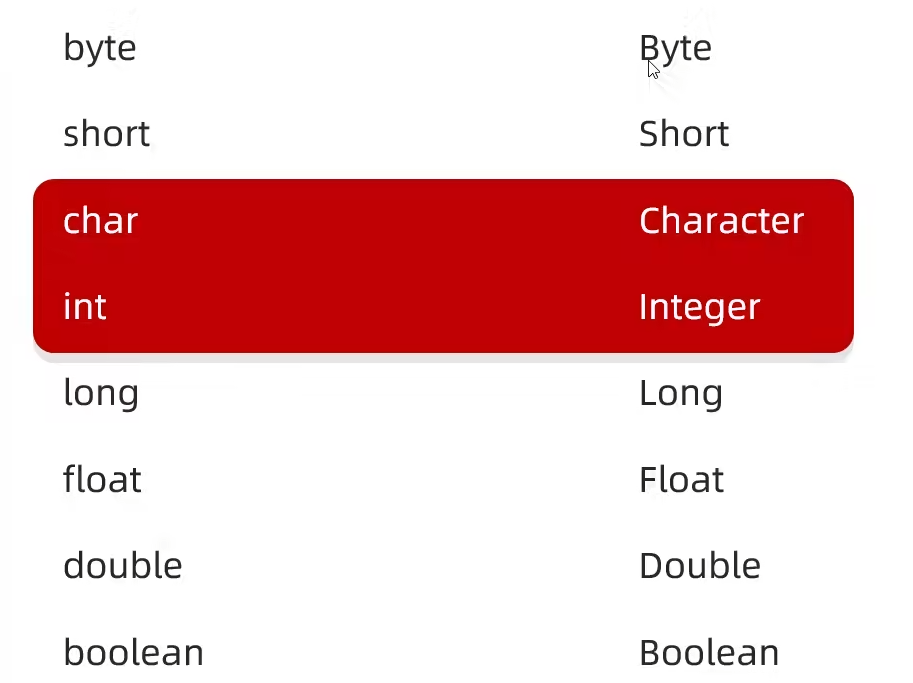 byte Byte
short Short
char Character
int Integer
long Long
float Float
double Double
boolean Boolean